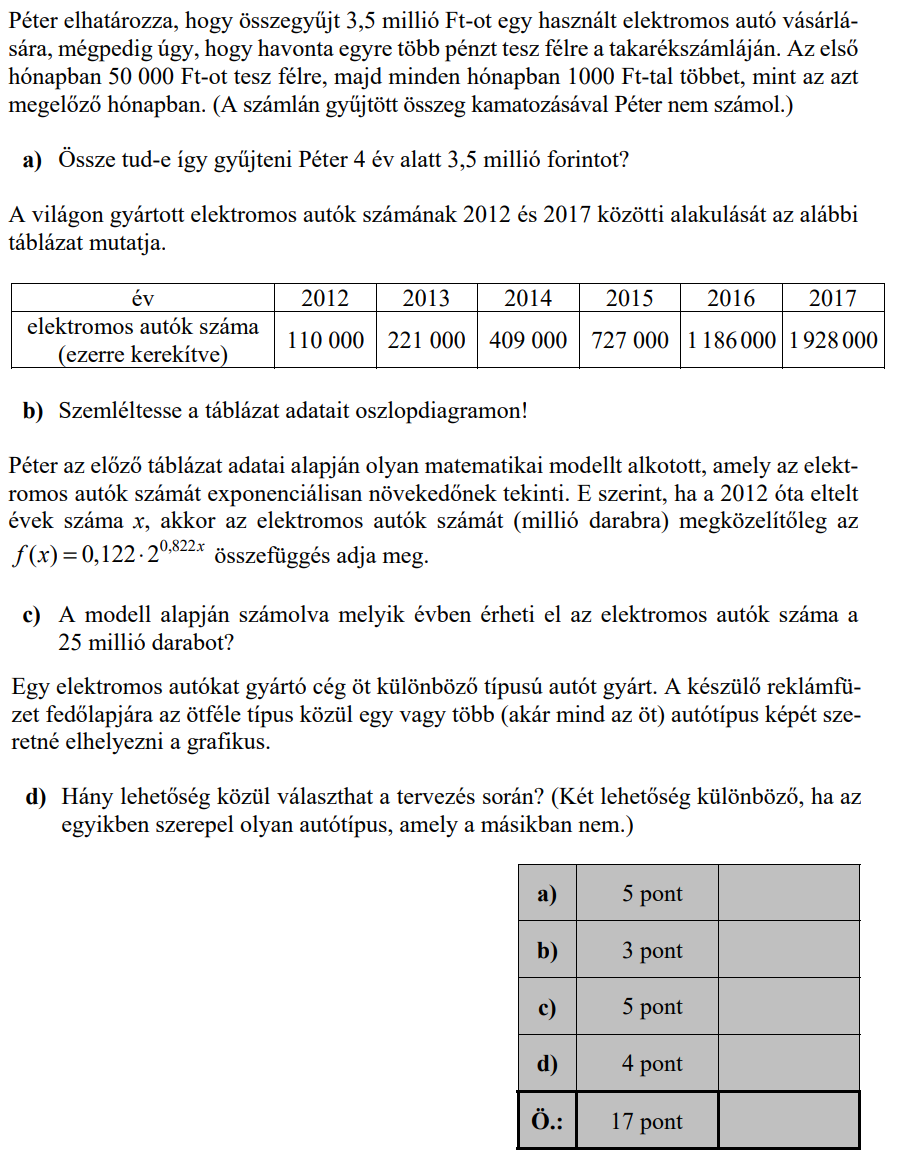 Péter elhatározza, hogy összegyűjt 3,5 millió Ft-ot egy használt elektromos autó vásárlá-
sára, mégpedig úgy, hogy havonta egyre több pénzt tesz félre a takarékszámláján. Az első
hónapban 50 000 Ft-ot tesz félre, majd minden hónapban 1000 Ft-tal többet, mint az azt
megelőző hónapban. (A számlán gyűjtött összeg kamatozásával Péter nem számol.)
a) Össze tud-e így gyűjteni Péter 4 év alatt 3,5 millió forintot?
A világon gyártott elektromos autók számának 2012 és 2017 közötti alakulását az alábbi
táblázat mutatja.
év 2012 2013 2014 2015 2016 2017
elektromos autók száma
(ezerre kerekítve) 110 000 221 000 409 000 727 000 1 186 000 1 928 000
b) Szemléltesse a táblázat adatait oszlopdiagramon!
Péter az előző táblázat adatai alapján olyan matematikai modellt alkotott, amely az elekt-
romos autók számát exponenciálisan növekedőnek tekinti. E szerint, ha a 2012 óta eltelt
évek száma x, akkor az elektromos autók számát (millió darabra) megközelítőleg az
f(x) = 0,122 · 2^0,822x összefüggés adja meg.
c) A modell alapján számolva melyik évben érheti el az elektromos autók száma a
25 millió darabot?
Egy elektromos autókat gyártó cég öt különböző típusú autót gyárt. A készülő reklámfü-
zet fedőlapjára az ötféle típus közül egy vagy több (akár mind az öt) autótípus képét sze-
retné elhelyezni a grafikus.
d) Hány lehetőség közül választhat a tervezés során? (Két lehetőség különböző, ha az
egyikben szerepel olyan autótípus, amely a másikban nem.)
a) 5 pont
b) 3 pont
c) 5 pont
d) 4 pont
Ö.: 17 pont